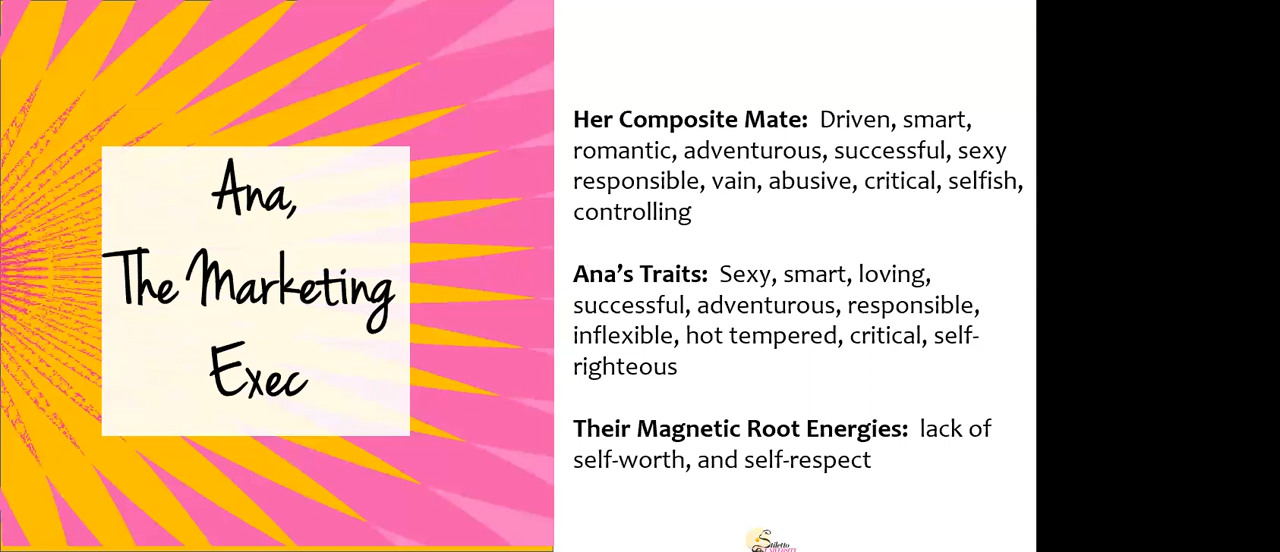 Ana,
The Marketing
Exec
Her Composite Mate: Driven, smart,
romantic, adventurous, successful, sexy
responsible, vain, abusive, critical, selfish,
controlling
Ana’s Traits: Sexy, smart, loving,
successful, adventurous, responsible,
inflexible, hot tempered, critical, self-
righteous
Their Magnetic Root Energies: lack of
self-worth, and self-respect
Stiletto
UNIVERSITY